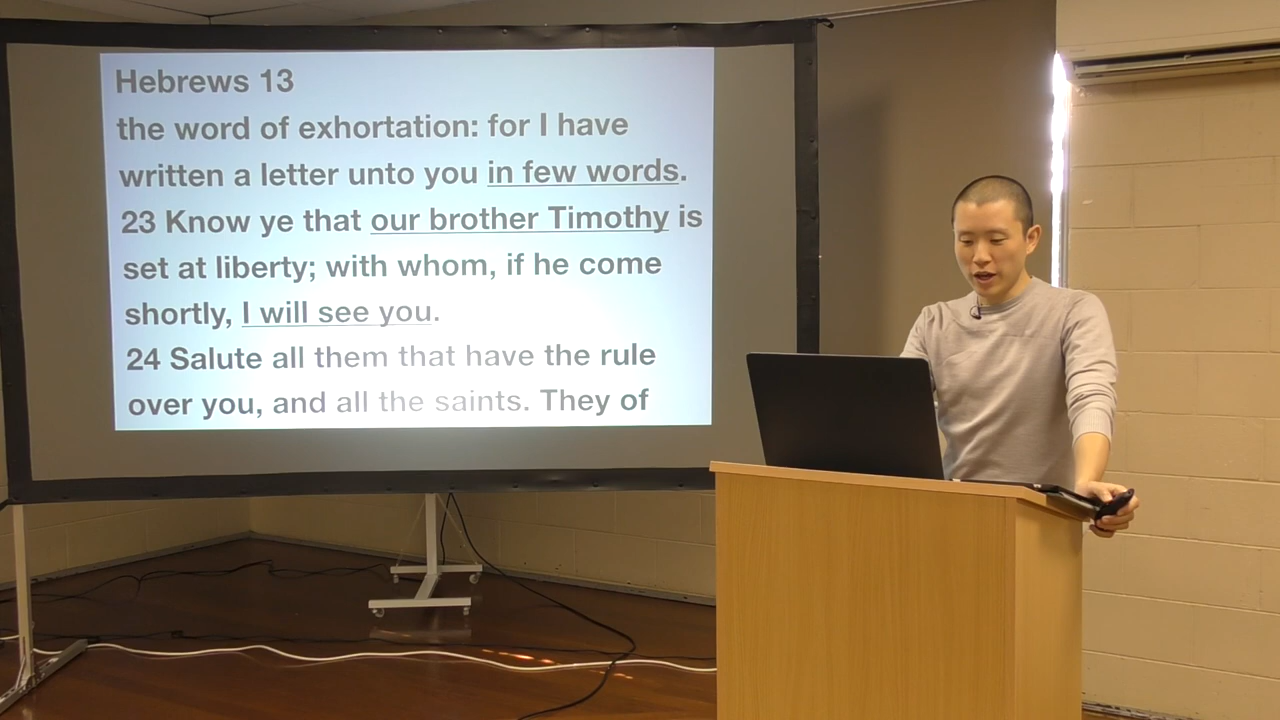 Hebrews 13
the word of exhortation: for I have
written a letter unto you in few words.
23 Know ye that our brother Timothy is
set at liberty; with whom, if he come
shortly, I will see you.
24 Salute all them that have the rule
over you, and all the saints. They of